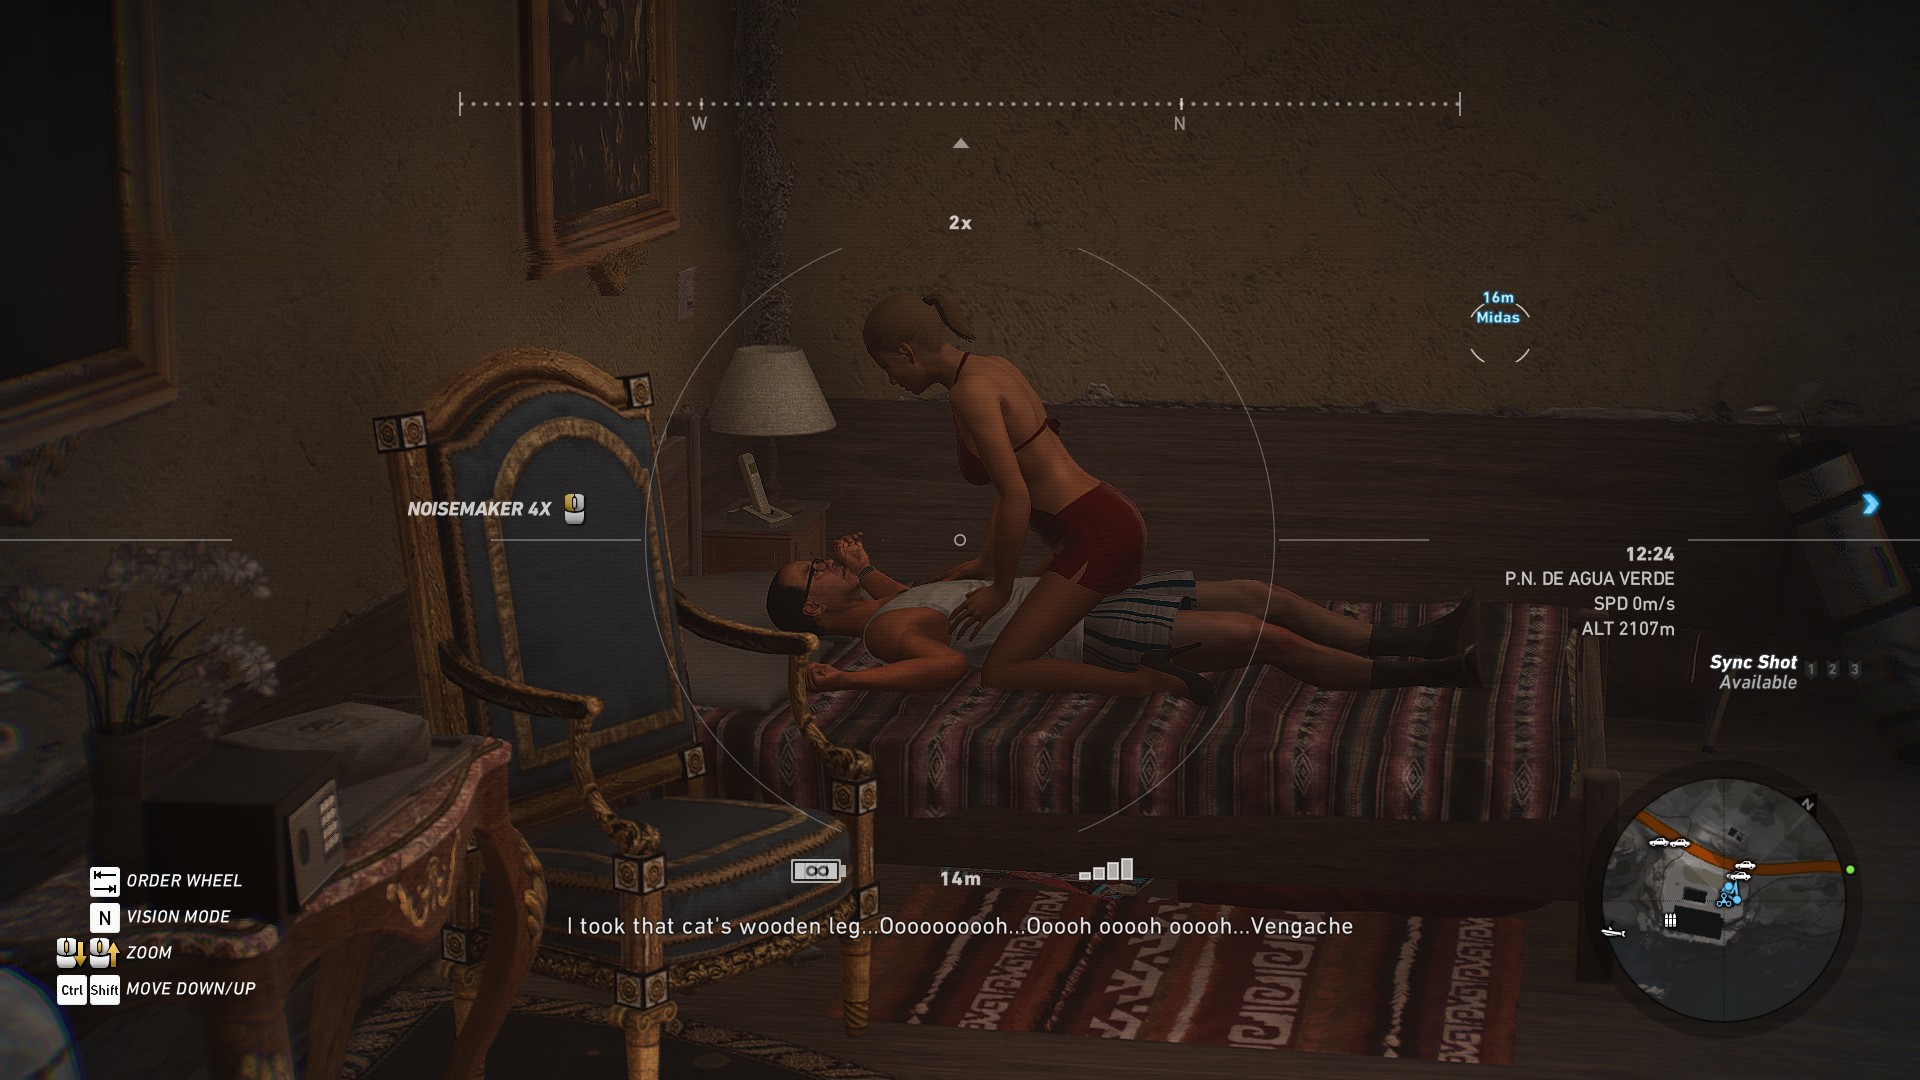 W
N
2x
16m
Midas
NOISEMAKER 4X
12:24
P.N. DE AGUA VERDE
SPD 0m/s
ALT 2107m
Sync Shot 1 2 3
Available
N
14m
I took that cat's wooden leg...Oooooooooh...Ooooh ooooh ooooh...Vengache
ORDER WHEEL
N VISION MODE
ZOOM
Ctrl Shift MOVE DOWN/UP